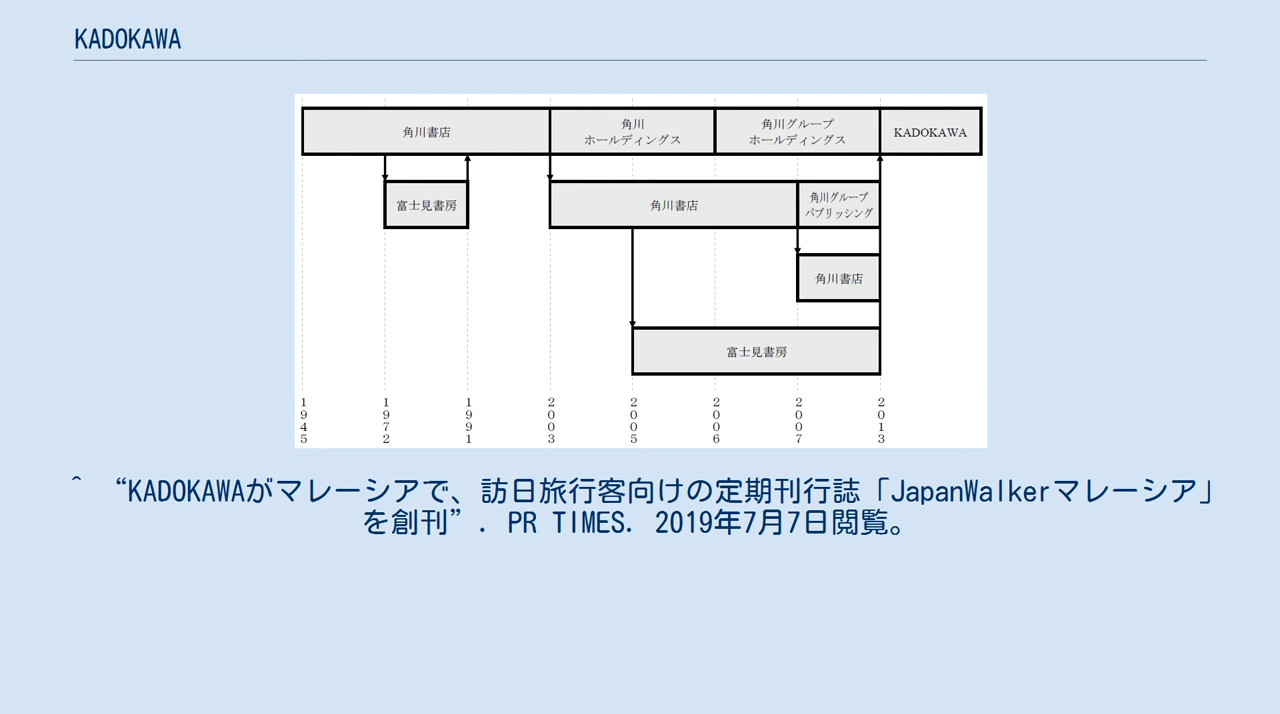 KADOKAWA
角川書店
角川
ホールディングス
角川グループ
ホールディングス
KADOKAWA
富士見書房
角川書店
角川グループ
パブリッシング
角川書店
富士見書房
1945
1972
1991
2003
2005
2006
2007
2013
^ “KADOKAWAがマレーシアで、訪日旅行客向けの定期刊行誌「JapanWalkerマレーシア」
を創刊”. PR TIMES. 2019年7月7日閲覧。